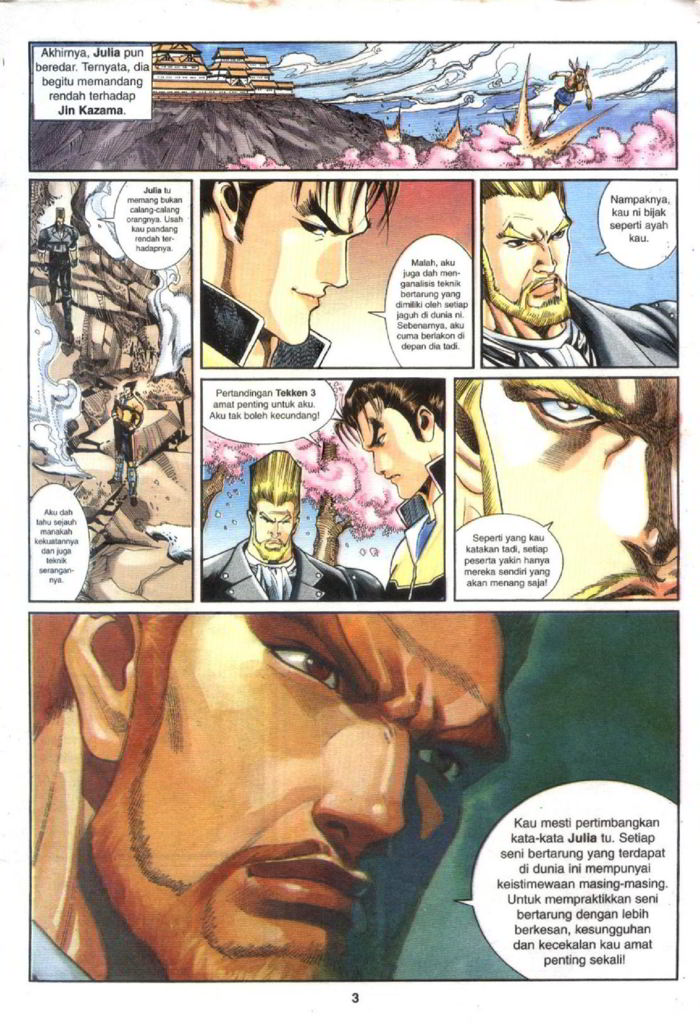 Akhirnya, Julia pun
beredar. Ternyata, dia
begitu memandang
rendah terhadap
Jin Kazama.
Julia tu
memang bukan
calang-calang
orangnya. Usah
kau pandang
rendah ter-
hadapnya.
Aku dah
tahu sejauh
manakah
kekuatannya
dan juga
teknik
serangan-
nya.
Malah, aku
juga dah men-
ganalisis teknik
bertarung yang
dimiliki oleh setiap
jaguh di dunia ni.
Sebenarnya, aku
cuma berlakon di
depan dia tadi.
Nampaknya,
kau ni bijak
seperti ayah
kau.
Pertandingan Tekken 3
amat penting untuk aku.
Aku tak boleh kecundang!
Seperti yang kau
katakan tadi, setiap
peserta yakin hanya
mereka sendiri yang
akan menang saja!
Kau mesti pertimbangkan
kata-kata Julia tu. Setiap
seni bertarung yang terdapat
di dunia ini mempunyai
keistimewaan masing-masing.
Untuk mempraktikkan seni
bertarung dengan lebih
berkesan, kesungguhan
dan kecekalan kau amat
penting sekali!
3